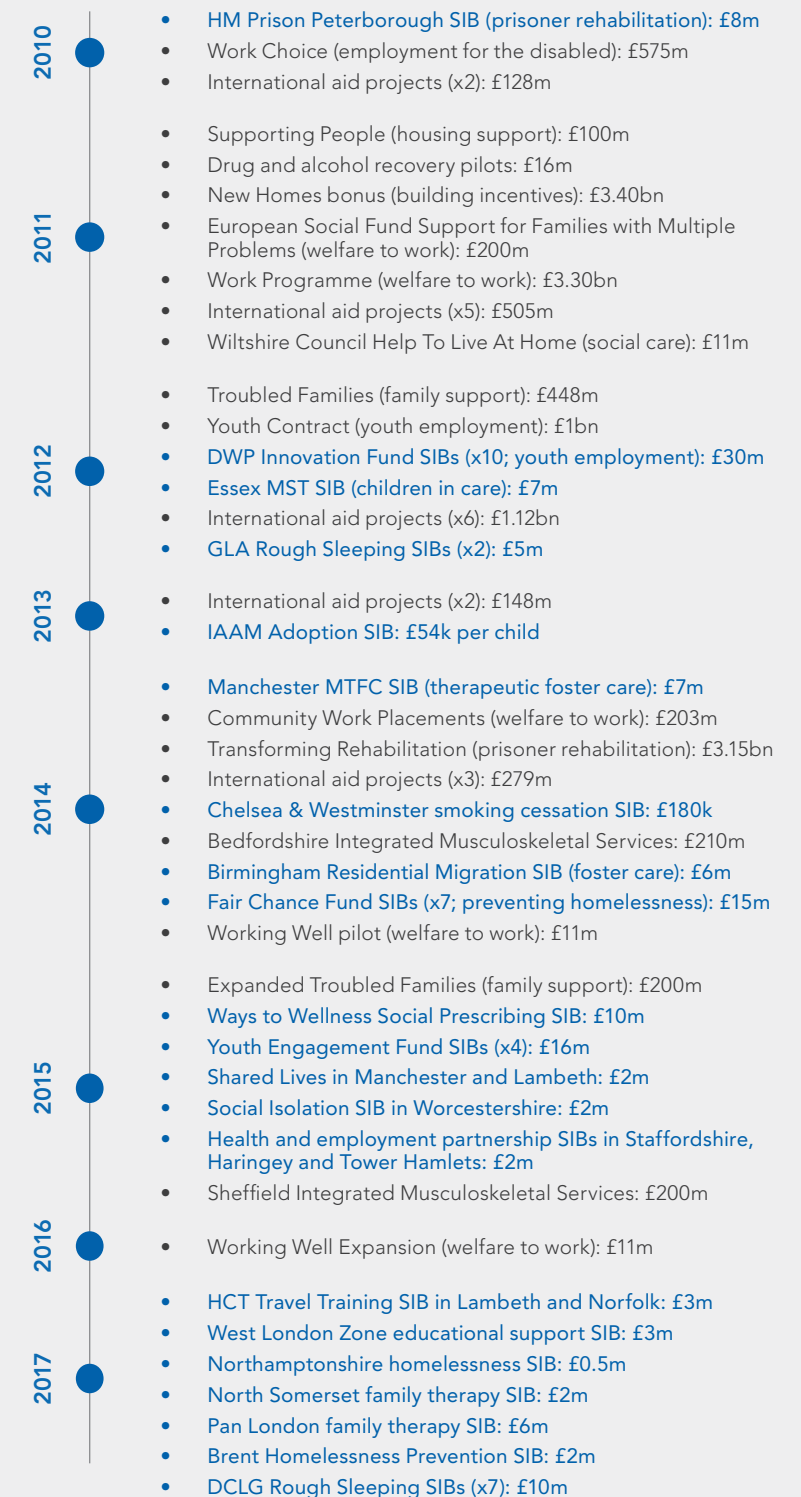 2010
• HM Prison Peterborough SIB (prisoner rehabilitation): £8m
• Work Choice (employment for the disabled): £575m
• International aid projects (x2): £128m
2011
• Supporting People (housing support): £100m
• Drug and alcohol recovery pilots: £16m
• New Homes bonus (building incentives): £3.40bn
• European Social Fund Support for Families with Multiple
Problems (welfare to work): £200m
• Work Programme (welfare to work): £3.30bn
• International aid projects (x5): £505m
• Wiltshire Council Help To Live At Home (social care): £11m
2012
• Troubled Families (family support): £448m
• Youth Contract (youth employment): £1bn
• DWP Innovation Fund SIBs (x10; youth employment): £30m
• Essex MST SIB (children in care): £7m
• International aid projects (x6): £1.12bn
• GLA Rough Sleeping SIBs (x2): £5m
2013
• International aid projects (x2): £148m
• IAAM Adoption SIB: £54k per child
2014
• Manchester MTFC SIB (therapeutic foster care): £7m
• Community Work Placements (welfare to work): £203m
• Transforming Rehabilitation (prisoner rehabilitation): £3.15bn
• International aid projects (x3): £279m
• Chelsea & Westminster smoking cessation SIB: £180k
• Bedfordshire Integrated Musculoskeletal Services: £210m
• Birmingham Residential Migration SIB (foster care): £6m
• Fair Chance Fund SIBs (x7; preventing homelessness): £15m
• Working Well pilot (welfare to work): £11m
2015
• Expanded Troubled Families (family support): £200m
• Ways to Wellness Social Prescribing SIB: £10m
• Youth Engagement Fund SIBs (x4): £16m
• Shared Lives in Manchester and Lambeth: £2m
• Social Isolation SIB in Worcestershire: £2m
• Health and employment partnership SIBs in Staffordshire,
Haringey and Tower Hamlets: £2m
• Sheffield Integrated Musculoskeletal Services: £200m
2016
• Working Well Expansion (welfare to work): £11m
2017
• HCT Travel Training SIB in Lambeth and Norfolk: £3m
• West London Zone educational support SIB: £3m
• Northamptonshire homelessness SIB: £0.5m
• North Somerset family therapy SIB: £2m
• Pan London family therapy SIB: £6m
• Brent Homelessness Prevention SIB: £2m
• DCLG Rough Sleeping SIBs (x7): £10m